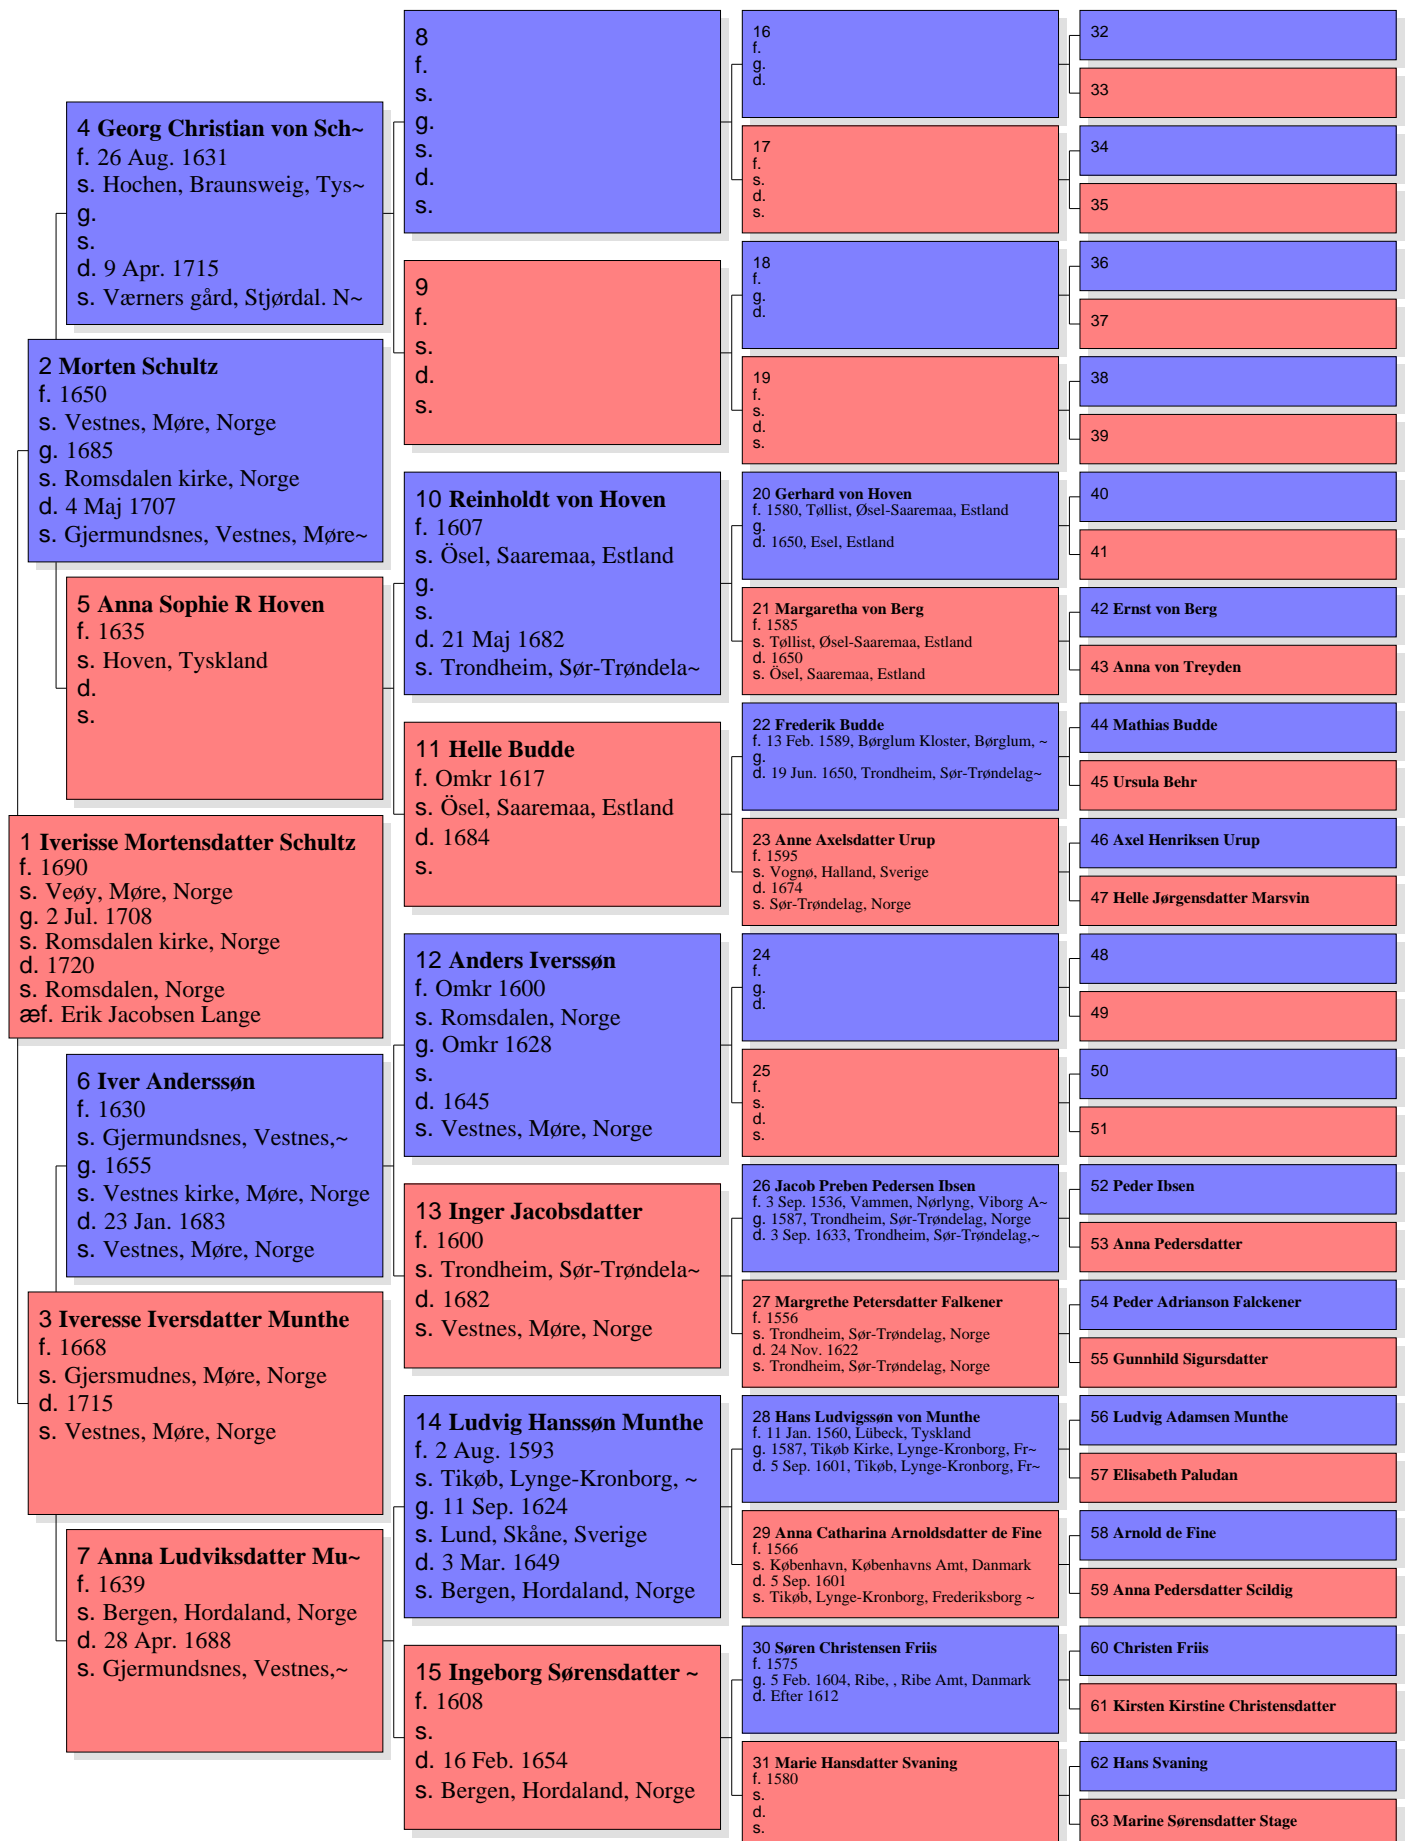 1 Iverisse Mortensdatter Schultz
f. 1690
s. Veøy, Møre, Norge
g. 2 Jul. 1708
s. Romsdalen kirke, Norge
d. 1720
s. Romsdalen, Norge
æf. Erik Jacobsen Lange
2 Morten Schultz
f. 1650
s. Vestnes, Møre, Norge
g. 1685
s. Romsdalen kirke, Norge
d. 4 Maj 1707
s. Gjermundsnes, Vestnes, Møre~
3 Iveresse Iversdatter Munthe
f. 1668
s. Gjersmudnes, Møre, Norge
d. 1715
s. Vestnes, Møre, Norge
4 Georg Christian von Sch~
f. 26 Aug. 1631
s. Hochen, Braunsweig, Tys~
g.
s.
d. 9 Apr. 1715
s. Værners gård, Stjørdal. N~
5 Anna Sophie R Hoven
f. 1635
s. Hoven, Tyskland
d.
s.
6 Iver Anderssøn
f. 1630
s. Gjermundsnes, Vestnes,~
g. 1655
s. Vestnes kirke, Møre, Norge
d. 23 Jan. 1683
s. Vestnes, Møre, Norge
7 Anna Ludviksdatter Mu~
f. 1639
s. Bergen, Hordaland, Norge
d. 28 Apr. 1688
s. Gjermundsnes, Vestnes,~
8
f.
s.
g.
s.
d.
s.
9
f.
s.
d.
s.
10 Reinholdt von Hoven
f. 1607
s. Ösel, Saaremaa, Estland
g.
s.
d. 21 Maj 1682
s. Trondheim, Sør-Trøndela~
11 Helle Budde
f. Omkr 1617
s. Ösel, Saaremaa, Estland
d. 1684
s.
12 Anders Iverssøn
f. Omkr 1600
s. Romsdalen, Norge
g. Omkr 1628
s.
d. 1645
s. Vestnes, Møre, Norge
13 Inger Jacobsdatter
f. 1600
s. Trondheim, Sør-Trøndela~
d. 1682
s. Vestnes, Møre, Norge
14 Ludvig Hanssøn Munthe
f. 2 Aug. 1593
s. Tikøb, Lynge-Kronborg, ~
g. 11 Sep. 1624
s. Lund, Skåne, Sverige
d. 3 Mar. 1649
s. Bergen, Hordaland, Norge
15 Ingeborg Sørensdatter ~
f. 1608
s.
d. 16 Feb. 1654
s. Bergen, Hordaland, Norge
16
f.
g.
d.
17
f.
s.
d.
s.
18
f.
g.
d.
19
f.
s.
d.
s.
20 Gerhard von Hoven
f. 1580, Tøllist, Øsel-Saaremaa, Estland
g.
d. 1650, Esel, Estland
21 Margaretha von Berg
f. 1585
s. Tøllist, Øsel-Saaremaa, Estland
d. 1650
s. Ösel, Saaremaa, Estland
22 Frederik Budde
f. 13 Feb. 1589, Børglum Kloster, Børglum, ~
g.
d. 19 Jun. 1650, Trondheim, Sør-Trøndelag~
23 Anne Axelsdatter Urup
f. 1595
s. Vognø, Halland, Sverige
d. 1674
s. Sør-Trøndelag, Norge
24
f.
g.
d.
25
f.
s.
d.
s.
26 Jacob Preben Pedersen Ibsen
f. 3 Sep. 1536, Vammen, Nørlyng, Viborg A~
g. 1587, Trondheim, Sør-Trøndelag, Norge
d. 3 Sep. 1633, Trondheim, Sør-Trøndelag,~
27 Margrethe Petersdatter Falkener
f. 1556
s. Trondheim, Sør-Trøndelag, Norge
d. 24 Nov. 1622
s. Trondheim, Sør-Trøndelag, Norge
28 Hans Ludvigssøn von Munthe
f. 11 Jan. 1560, Lübeck, Tyskland
g. 1587, Tikøb Kirke, Lynge-Kronborg, Fr~
d. 5 Sep. 1601, Tikøb, Lynge-Kronborg, Fr~
29 Anna Catharina Arnoldsdatter de Fine
f. 1566
s. København, Københavns Amt, Danmark
d. 5 Sep. 1601
s. Tikøb, Lynge-Kronborg, Frederiksborg ~
30 Søren Christensen Friis
f. 1575
g. 5 Feb. 1604, Ribe, , Ribe Amt, Danmark
d. Efter 1612
31 Marie Hansdatter Svaning
f. 1580
s.
d.
s.
32
33
34
35
36
37
38
39
40
41
42 Ernst von Berg
43 Anna von Treyden
44 Mathias Budde
45 Ursula Behr
46 Axel Henriksen Urup
47 Helle Jørgensdatter Marsvin
48
49
50
51
52 Peder Ibsen
53 Anna Pedersdatter
54 Peder Adrianson Falckener
55 Gunnhild Sigursdatter
56 Ludvig Adamsen Munthe
57 Elisabeth Paludan
58 Arnold de Fine
59 Anna Pedersdatter Scildig
60 Christen Friis
61 Kirsten Kirstine Christensdatter
62 Hans Svaning
63 Marine Sørensdatter Stage